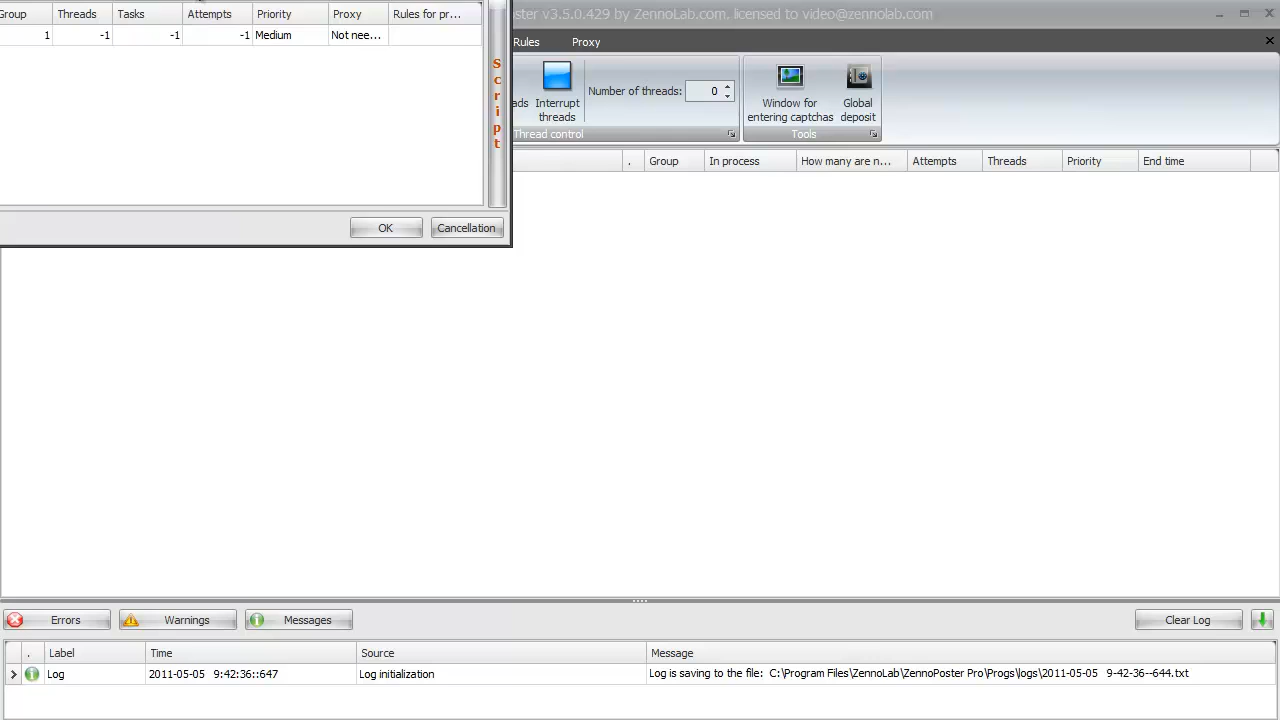 Group Threads Tasks Attempts Priority Proxy Rules for pr...
1 -1 -1 -1 Medium Not nee...
Script
OK Cancellation
ster v3.5.0.429 by ZennoLab.com. licensed to video@zennolab.com
Rules Proxy
ads Interrupt threads Number of threads: 0
Thread control
Window for entering captchas Global deposit
Tools
. Group In process How many are n... Attempts Threads Priority End time
Errors Warnings Messages Clear Log
. Label Time Source Message
Log 2011-05-05 9:42:36::647 Log initialization Log is saving to the file: C:\Program Files\ZennoLab\ZennoPoster Pro\Progs\logs\2011-05-05 9-42-36--644.txt